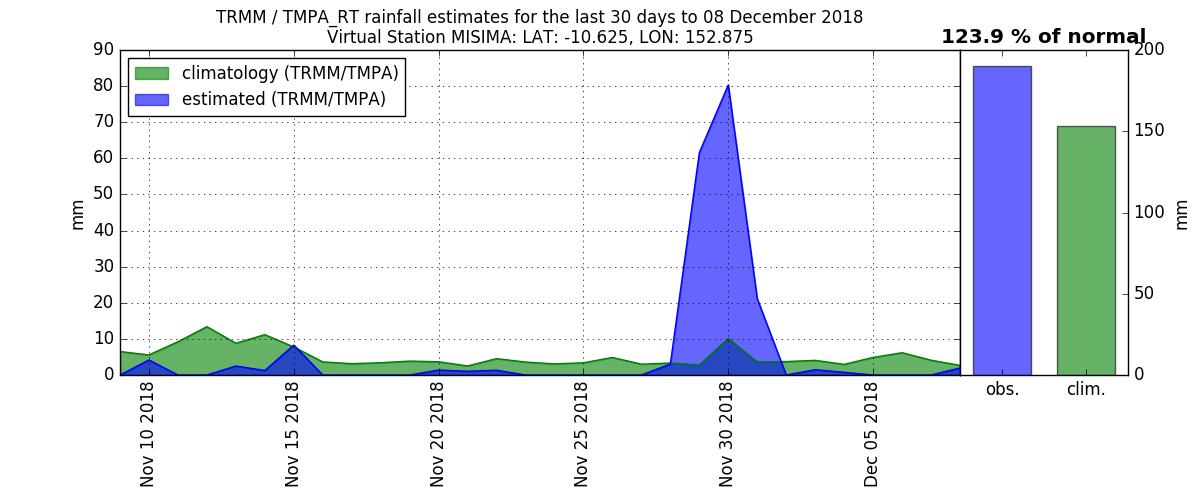 TRMM / TMPA_RT rainfall estimates for the last 30 days to 08 December 2018
Virtual Station MISIMA: LAT: -10.625, LON: 152.875
123.9 % of normal
climatology (TRMM/TMPA)
estimated (TRMM/TMPA)
mm
90
80
70
60
50
40
30
20
10
0
Nov 10 2018
Nov 15 2018
Nov 20 2018
Nov 25 2018
Nov 30 2018
Dec 05 2018
obs.
clim.
200
150
100
50
0
mm